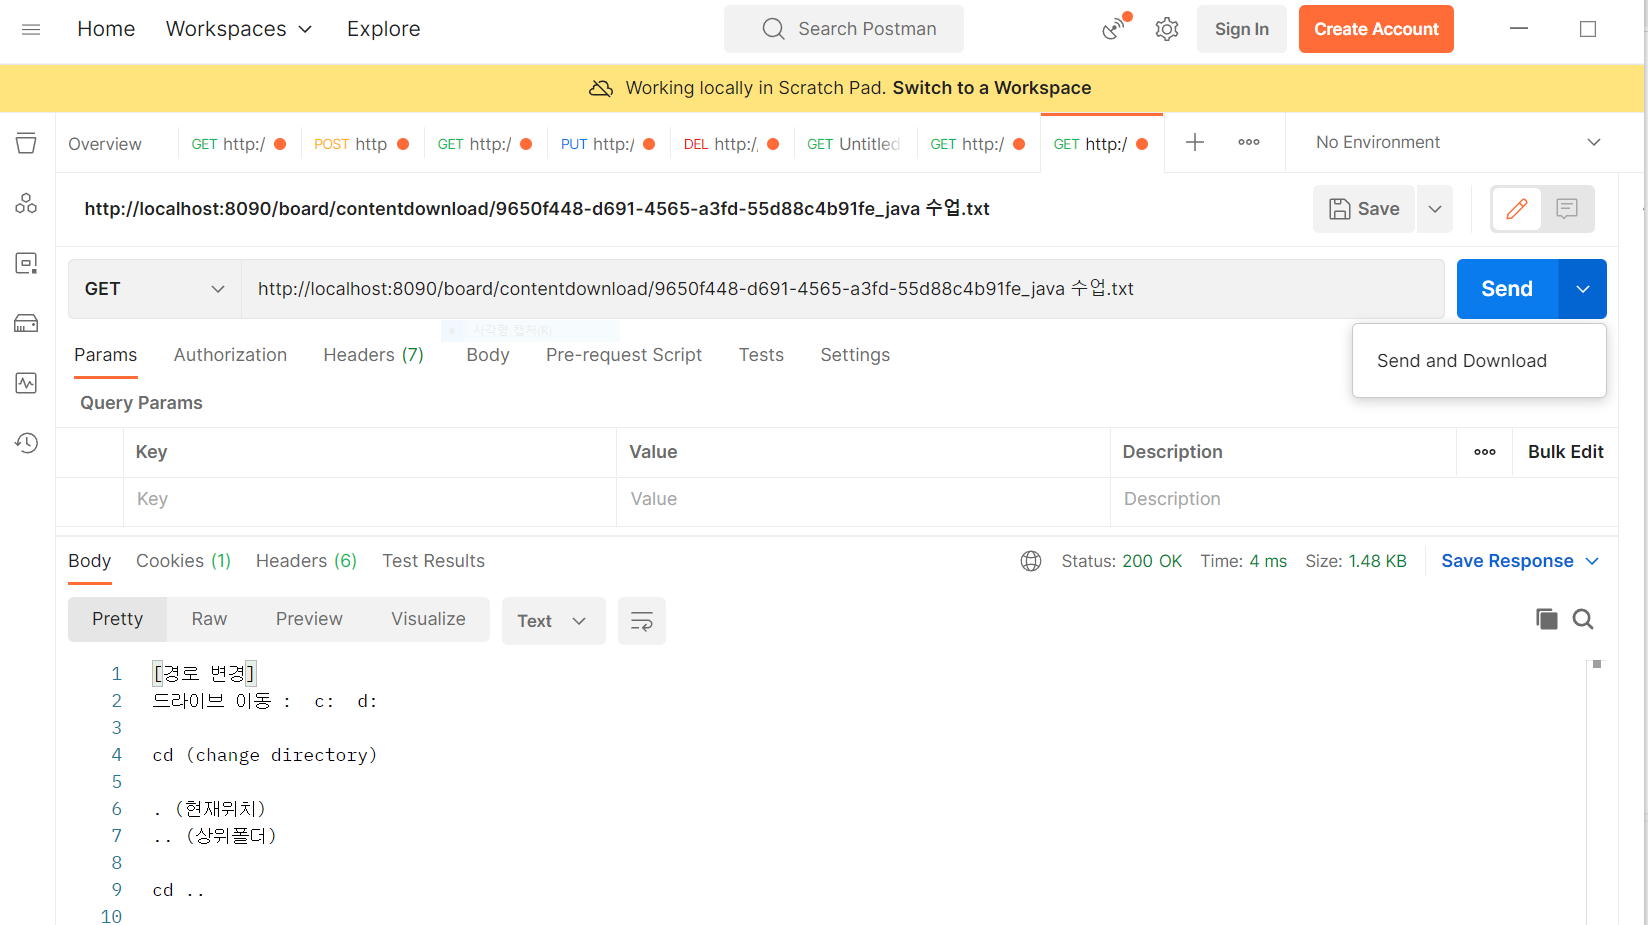 Home Workspaces Explore Search Postman Sign In Create Account
Working locally in Scratch Pad. Switch to a Workspace
Overview GET http:/ POST http GET http:/ PUT http:/ DEL http:/ GET Untitled GET http:/ GET http:/ No Environment
http://localhost:8090/board/contentdownload/9650f448-d691-4565-a3fd-55d88c4b91fe_java 수업.txt Save
GET http://localhost:8090/board/contentdownload/9650f448-d691-4565-a3fd-55d88c4b91fe_java 수업.txt Send
사각형 캡처(R)
Params Authorization Headers (7) Body Pre-request Script Tests Settings
Send and Download
Query Params
Key Value Description Bulk Edit
Key Value Description
Body Cookies (1) Headers (6) Test Results Status: 200 OK Time: 4 ms Size: 1.48 KB Save Response
Pretty Raw Preview Visualize Text
1 [경로 변경]
2 드라이브 이동 : c: d:
3
4 cd (change directory)
5
6 . (현재위치)
7 .. (상위폴더)
8
9 cd ..
10